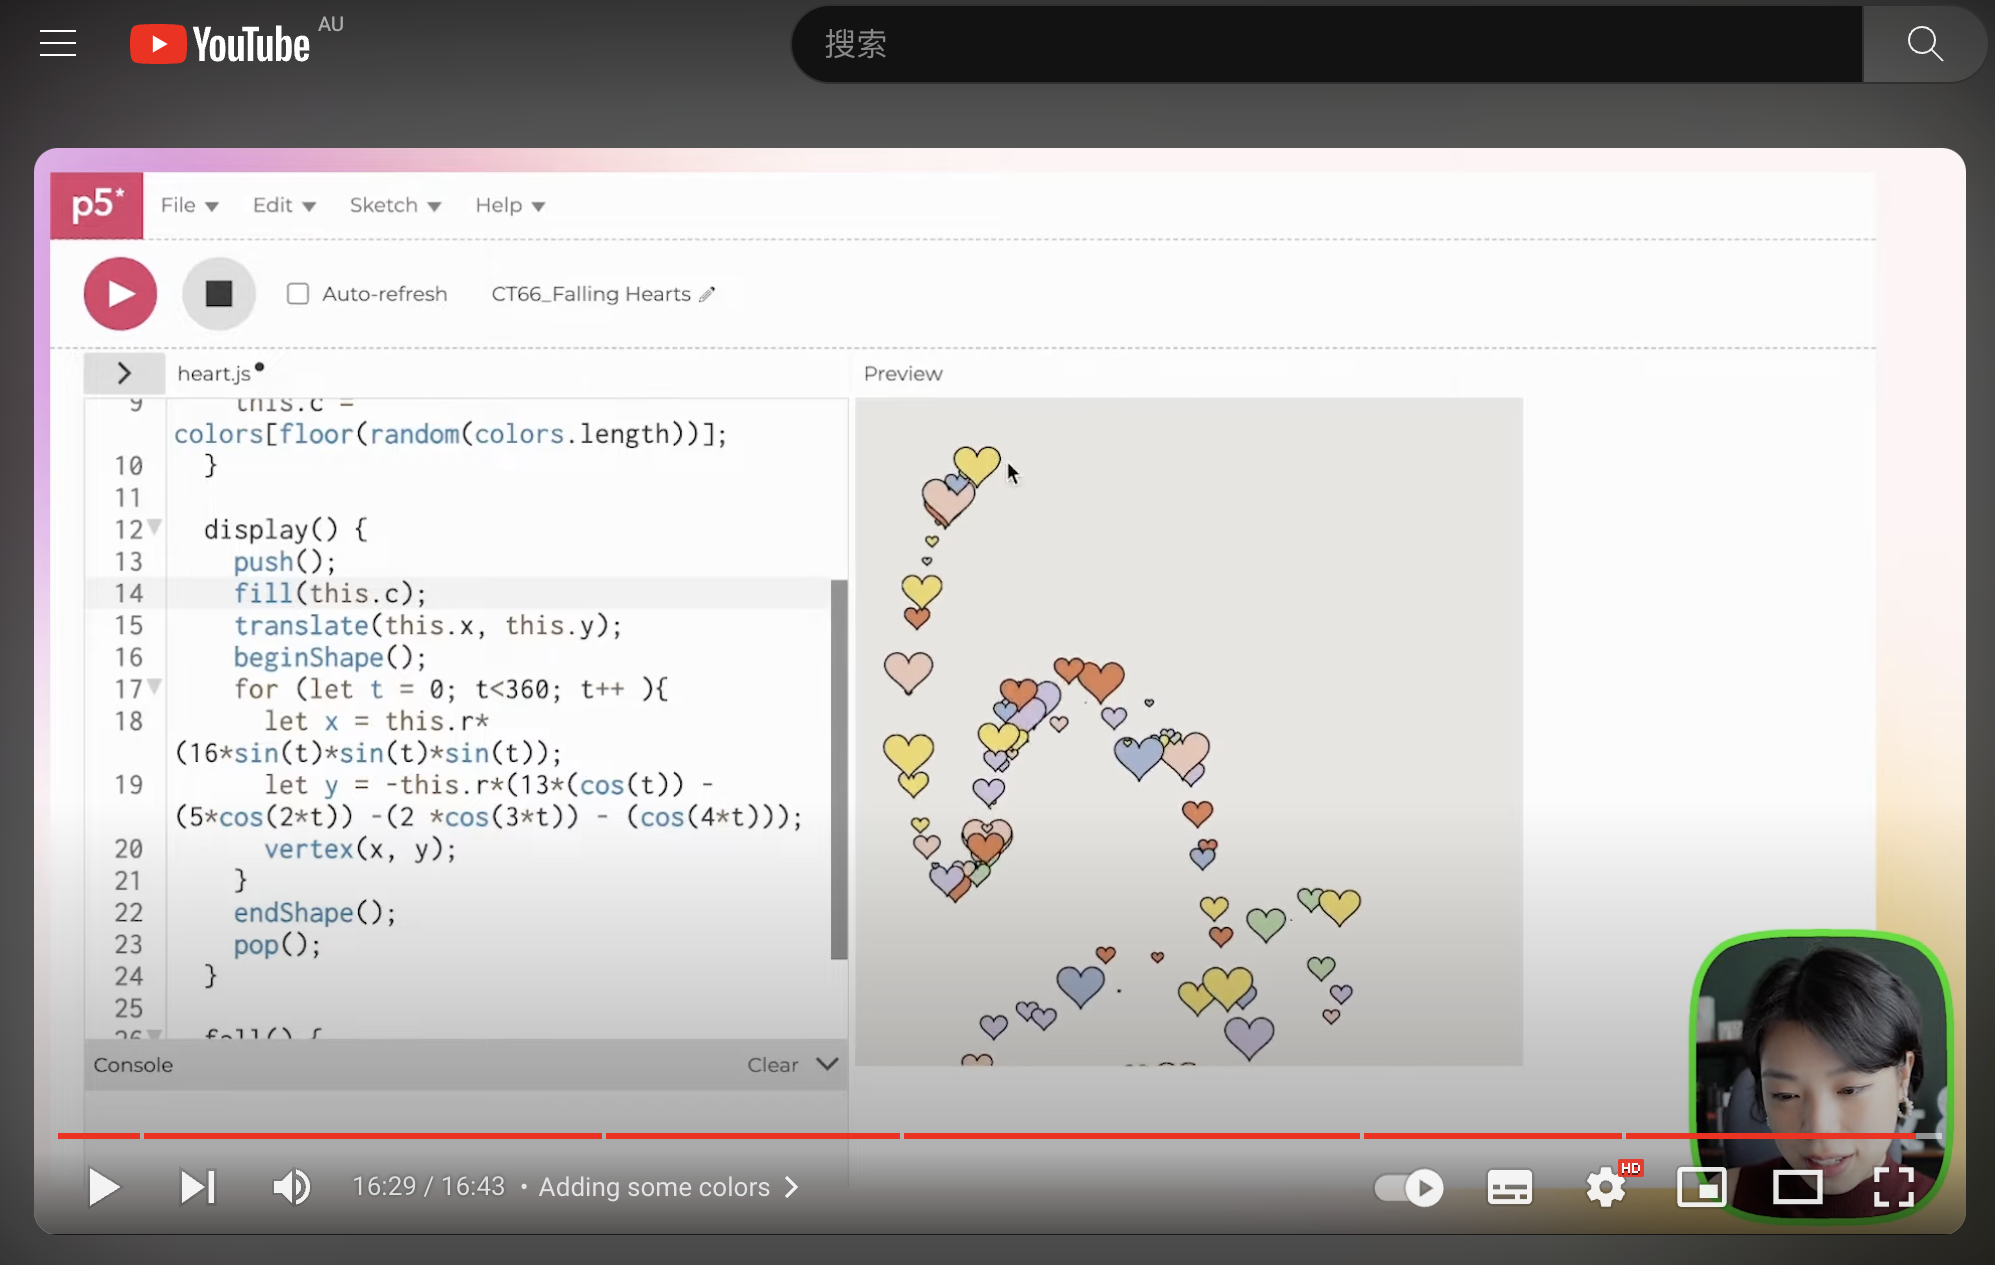 YouTube AU
搜索
p5* File Edit Sketch Help
Auto-refresh CT66_Falling Hearts
heart.js
Preview
9 this.c =
colors[floor(random(colors.length))];
10 }
11
12 display() {
13 push();
14 fill(this.c);
15 translate(this.x, this.y);
16 beginShape();
17 for (let t = 0; t<360; t++ ){
18 let x = this.r*
(16*sin(t)*sin(t)*sin(t));
19 let y = -this.r*(13*(cos(t)) -
(5*cos(2*t)) -(2 *cos(3*t)) - (cos(4*t)));
20 vertex(x, y);
21 }
22 endShape();
23 pop();
24 }
25
26 fall() {
Console Clear
16:29 / 16:43 • Adding some colors
HD